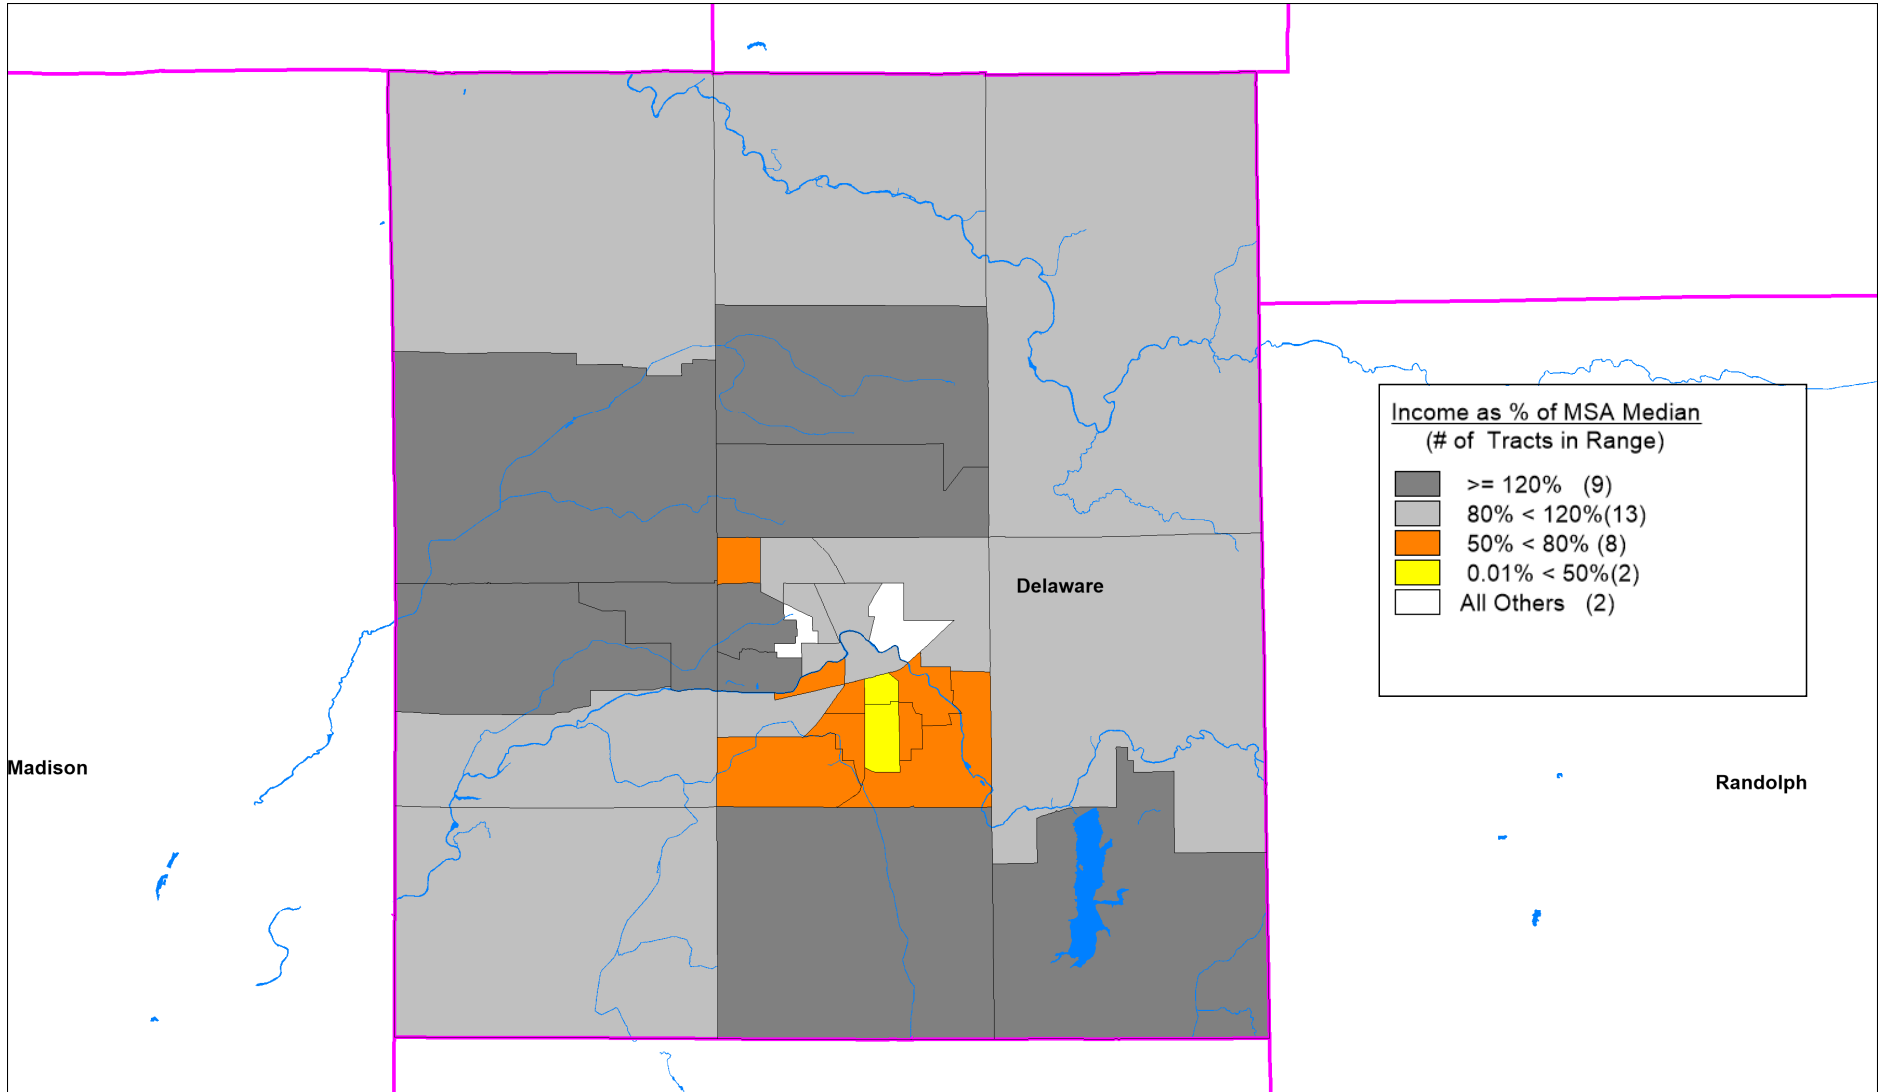 Income as % of MSA Median
(# of Tracts in Range)
>= 120% (9)
80% < 120%(13)
50% < 80% (8)
0.01% < 50%(2)
All Others (2)
Delaware
Madison
Randolph